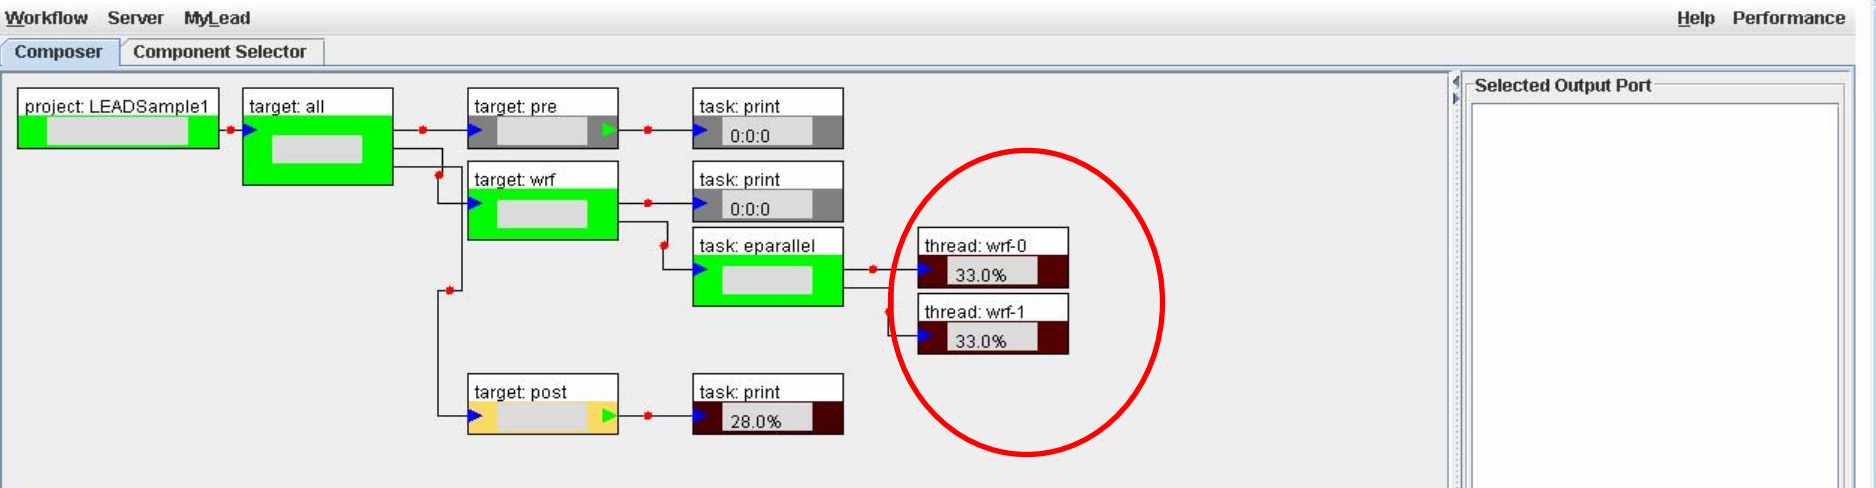 Workflow Server MyLead Help Performance
Composer Component Selector
Selected Output Port
project: LEADSample1
target: all
target: pre
task: print
0:0:0
target: wrf
task: print
0:0:0
task: eparallel
thread: wrf-0
33.0%
thread: wrf-1
33.0%
target: post
task: print
28.0%